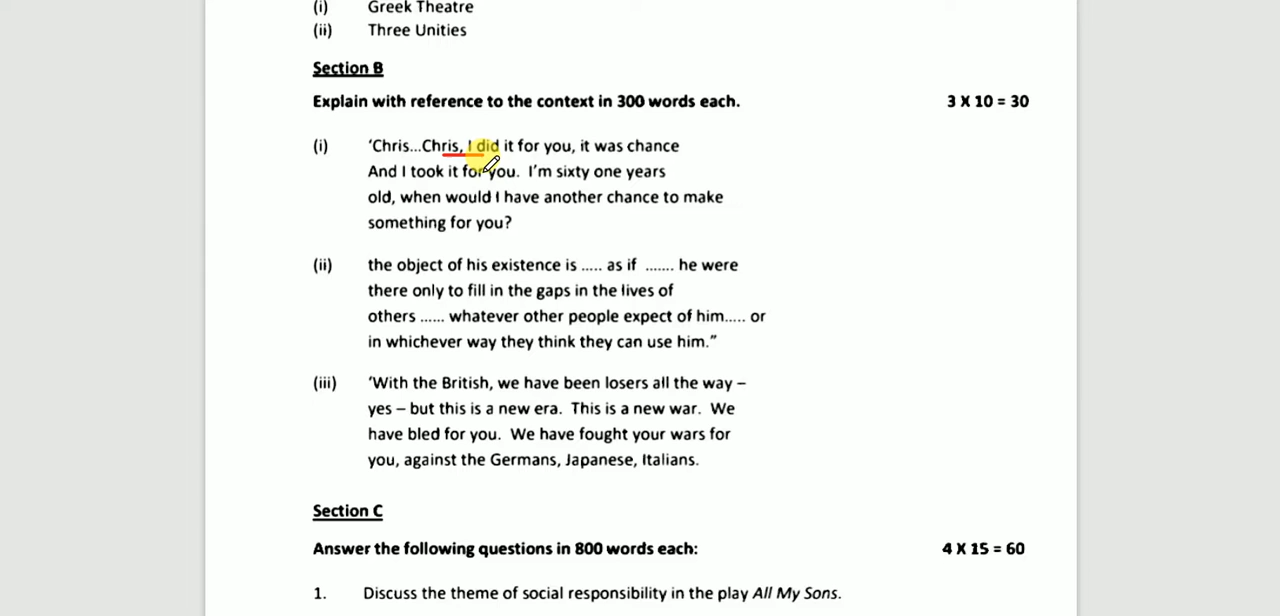 (i) Greek Theatre
(ii) Three Unities
Section B
Explain with reference to the context in 300 words each. 3 X 10 = 30
(i) ‘Chris...Chris, I did it for you, it was chance
And I took it for you. I’m sixty one years
old, when would I have another chance to make
something for you?
(ii) the object of his existence is ..... as if ....... he were
there only to fill in the gaps in the lives of
others ...... whatever other people expect of him..... or
in whichever way they think they can use him.”
(iii) ‘With the British, we have been losers all the way –
yes – but this is a new era. This is a new war. We
have bled for you. We have fought your wars for
you, against the Germans, Japanese, Italians.
Section C
Answer the following questions in 800 words each: 4 X 15 = 60
1. Discuss the theme of social responsibility in the play All My Sons.